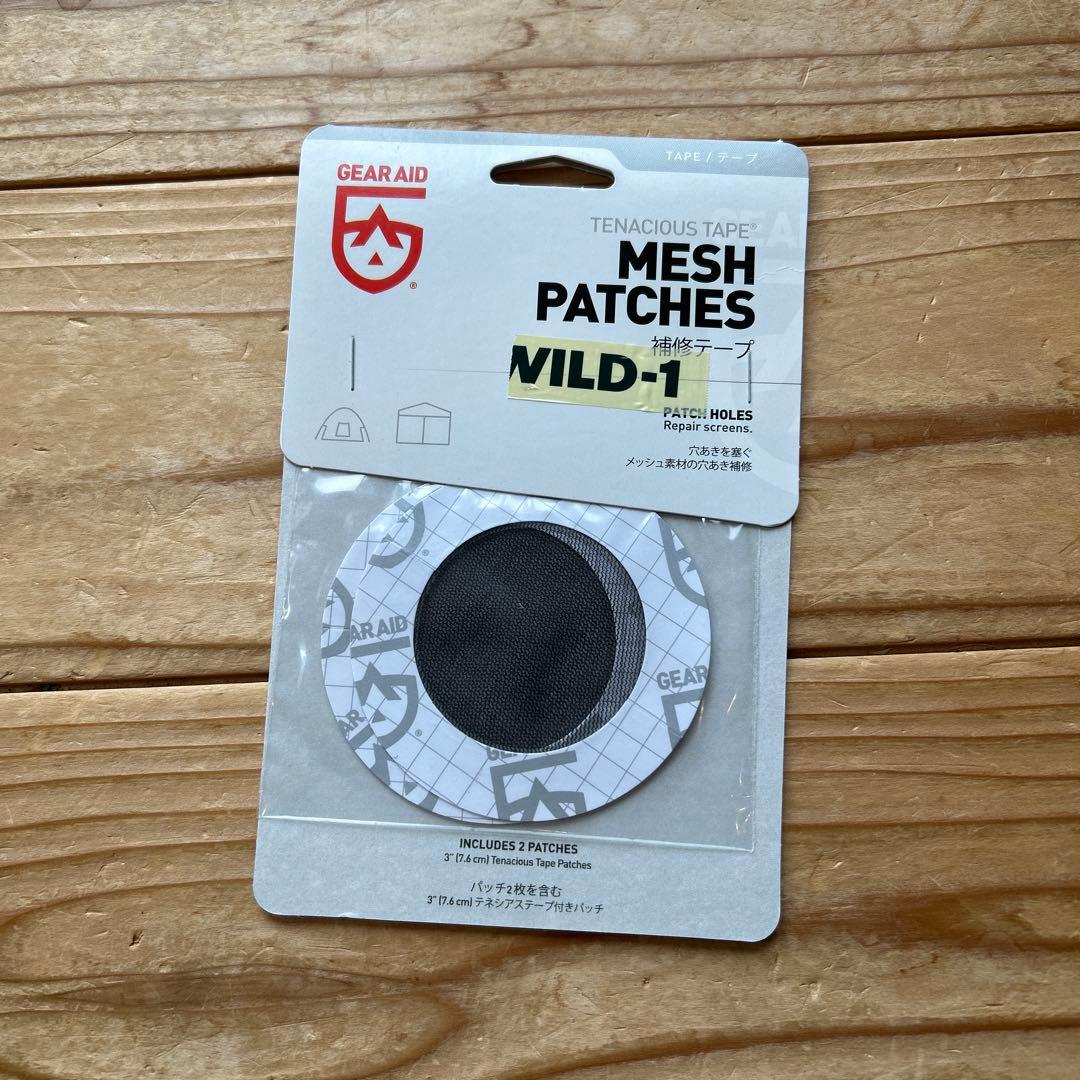 TAPE / テープ
GEAR AID
®
TENACIOUS TAPE®
MESH
PATCHES
補修テープ
WILD-1
PATCH HOLES
Repair screens.
穴あきを塞ぐ
メッシュ素材の穴あき補修
®
AR AID
GEAR
®
INCLUDES 2 PATCHES
3" (7.6 cm) Tenacious Tape Patches
パッチ2枚を含む
3" (7.6 cm) テネシアステープ付きパッチ